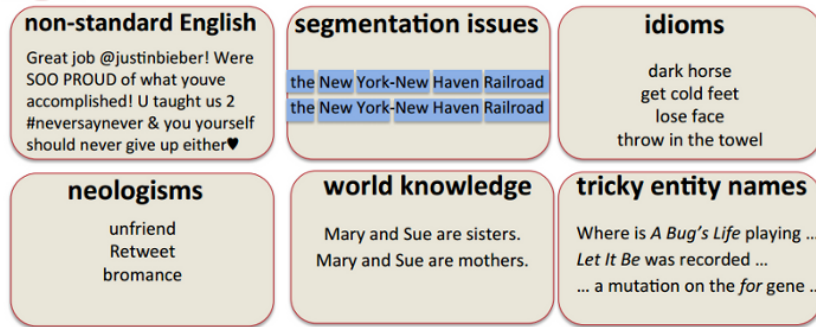 non-standard English
Great job @justinbieber! Were
SOO PROUD of what youve
accomplished! U taught us 2
#neversaynever & you yourself
should never give up either♥
segmentation issues
the New York-New Haven Railroad
the New York-New Haven Railroad
idioms
dark horse
get cold feet
lose face
throw in the towel
neologisms
unfriend
Retweet
bromance
world knowledge
Mary and Sue are sisters.
Mary and Sue are mothers.
tricky entity names
Where is A Bug's Life playing …
Let It Be was recorded …
… a mutation on the for gene …